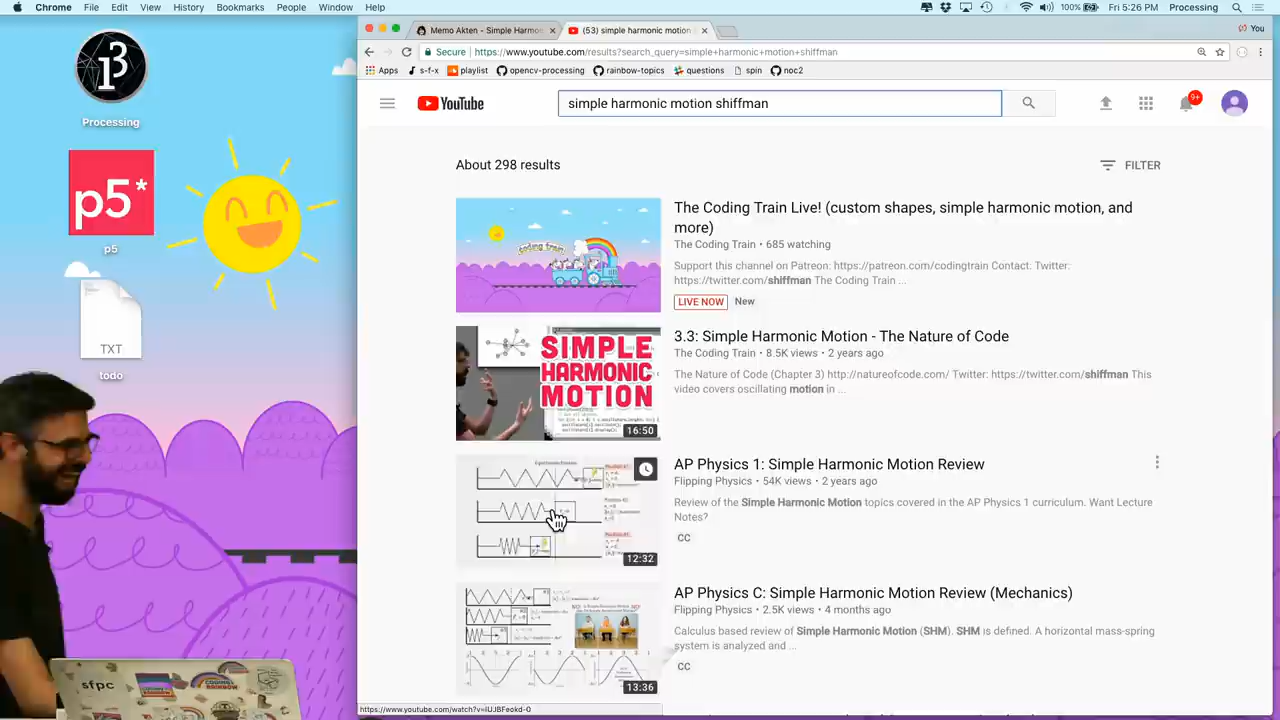 Chrome File Edit View History Bookmarks People Window Help
100% Fri 5:26 PM Processing
Memo Akten - Simple Harmo
(53) simple harmonic motion
You
Secure https://www.youtube.com/results?search_query=simple+harmonic+motion+shiffman
Apps s-f-x playlist opencv-processing rainbow-topics questions spin noc2
YouTube
simple harmonic motion shiffman
9+
About 298 results
FILTER
The Coding Train Live! (custom shapes, simple harmonic motion, and
more)
The Coding Train • 685 watching
Support this channel on Patreon: https://patreon.com/codingtrain Contact. Twitter:
https://twitter.com/shiffman The Coding Train ...
LIVE NOW New
coding train
3.3: Simple Harmonic Motion - The Nature of Code
The Coding Train • 8.5K views • 2 years ago
The Nature of Code (Chapter 3) http://natureofcode.com/ Twitter: https://twitter.com/shiffman This
video covers oscillating motion in ...
SIMPLE
HARMONIC
MOTION
16:50
AP Physics 1: Simple Harmonic Motion Review
Flipping Physics • 54K views • 2 years ago
Review of the Simple Harmonic Motion topics covered in the AP Physics 1 curriculum. Want Lecture
Notes?
CC
12:32
AP Physics C: Simple Harmonic Motion Review (Mechanics)
Flipping Physics • 2.5K views • 4 months ago
Calculus based review of Simple Harmonic Motion (SHM). SHM is defined. A horizontal mass-spring
system is analyzed and ...
CC
13:36
Processing
p5*
p5
TXT
todo
sfpc